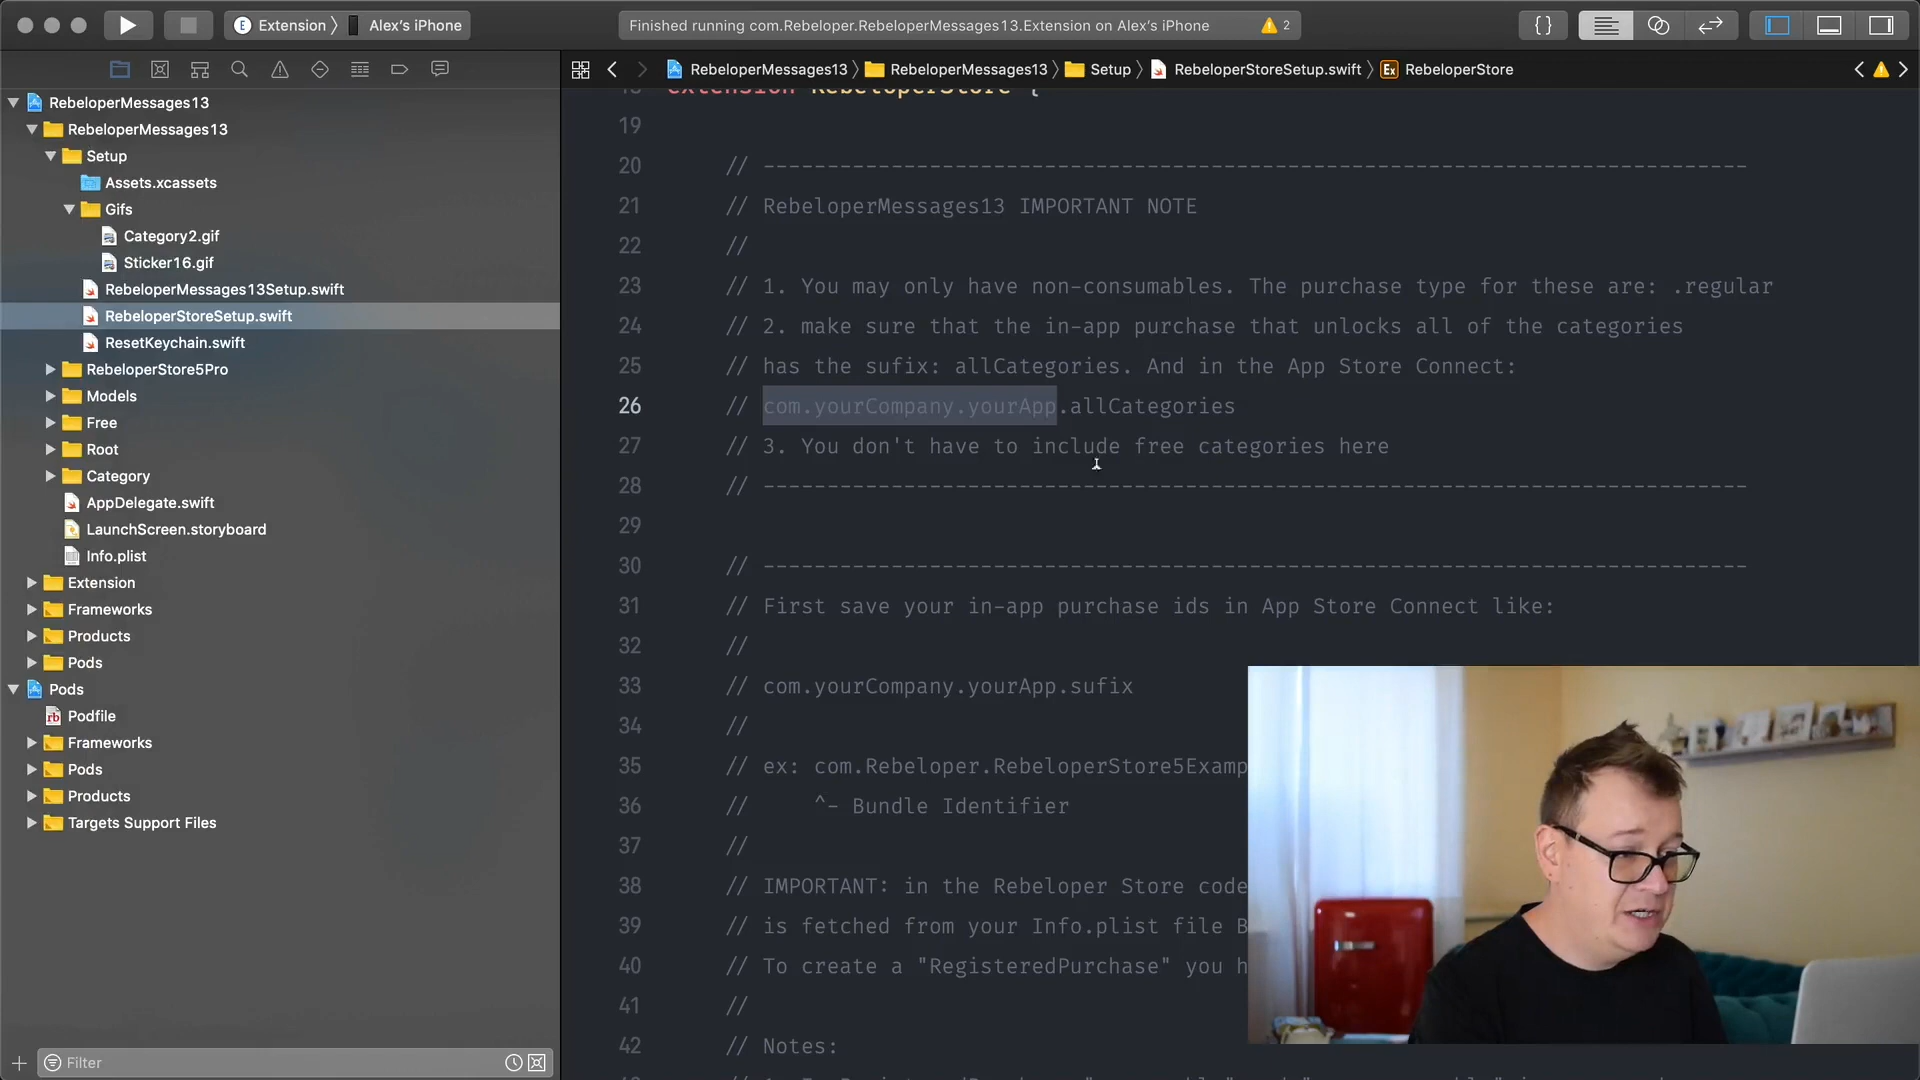 Extension
Alex's iPhone
Finished running com.Rebeloper.RebeloperMessages13.Extension on Alex's iPhone
2
{}
RebeloperMessages13
RebeloperMessages13
Setup
RebeloperStoreSetup.swift
Ex
RebeloperStore
RebeloperMessages13
RebeloperMessages13
Setup
Assets.xcassets
Gifs
Category2.gif
Sticker16.gif
RebeloperMessages13Setup.swift
RebeloperStoreSetup.swift
ResetKeychain.swift
RebeloperStore5Pro
Models
Free
Root
Category
AppDelegate.swift
LaunchScreen.storyboard
Info.plist
Extension
Frameworks
Products
Pods
Pods
Podfile
Frameworks
Pods
Products
Targets Support Files
Filter
18 extension RebeloperStore {
19
20 // -----------------------------------------------------------------------------
21 // RebeloperMessages13 IMPORTANT NOTE
22 //
23 // 1. You may only have non-consumables. The purchase type for these are: .regular
24 // 2. make sure that the in-app purchase that unlocks all of the categories
25 // has the sufix: allCategories. And in the App Store Connect:
26 // com.yourCompany.yourApp.allCategories
27 // 3. You don't have to include free categories here
28 // -----------------------------------------------------------------------------
29
30 // -----------------------------------------------------------------------------
31 // First save your in-app purchase ids in App Store Connect like:
32 //
33 // com.yourCompany.yourApp.sufix
34 //
35 // ex: com.Rebeloper.RebeloperStore5Examp
36 //     ^- Bundle Identifier
37 //
38 // IMPORTANT: in the Rebeloper Store code
39 // is fetched from your Info.plist file B
40 // To create a "RegisteredPurchase" you h
41 //
42 // Notes: